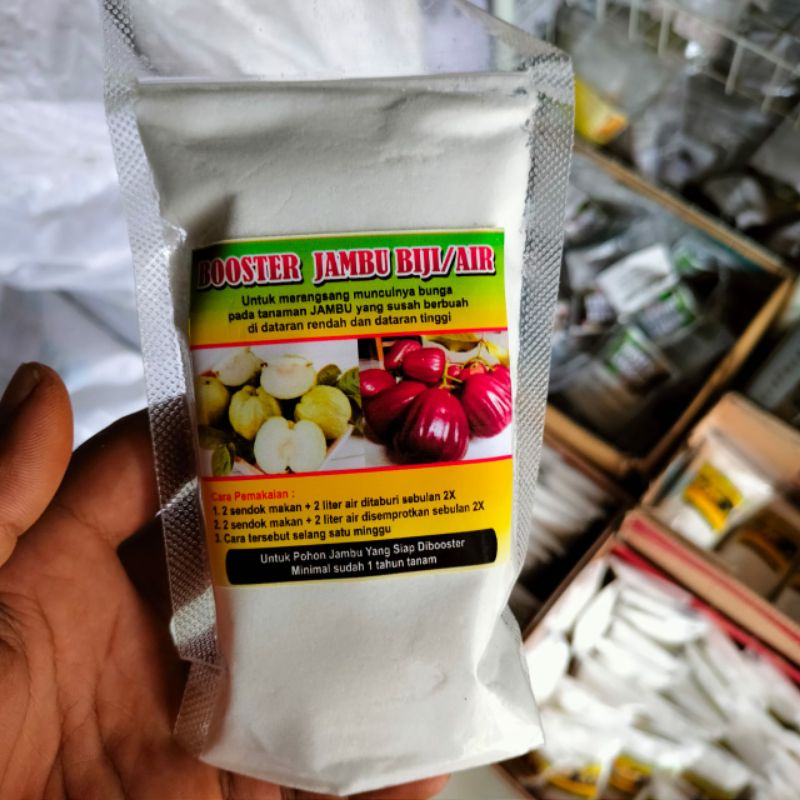 BOOSTER JAMBU BIJI/AIR
Untuk merangsang munculnya bunga
pada tanaman JAMBU yang susah berbuah
di dataran rendah dan dataran tinggi
Cara Pemakaian :
1. 2 sendok makan + 2 liter air ditaburi sebulan 2X
2. 2 sendok makan + 2 liter air disemprotkan sebulan 2X
3. Cara tersebut selang satu minggu
Untuk Pohon Jambu Yang Siap Dibooster
Minimal sudah 1 tahun tanam